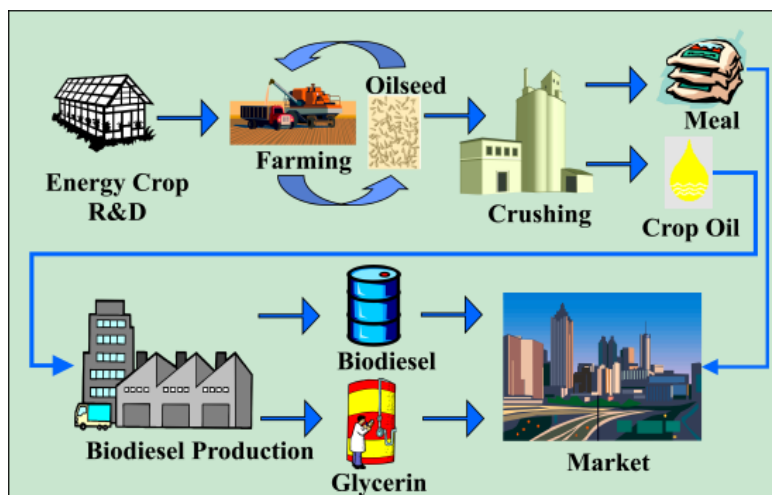 Energy Crop
R&D
Farming
Oilseed
Crushing
Meal
Crop Oil
Biodiesel Production
Biodiesel
Glycerin
Market